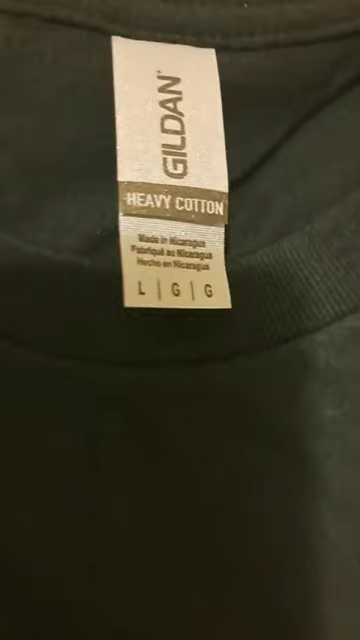 GILDAN
HEAVY COTTON
Made in Nicaragua
Fabriqué au Nicaragua
Hecho en Nicaragua
L | G | G